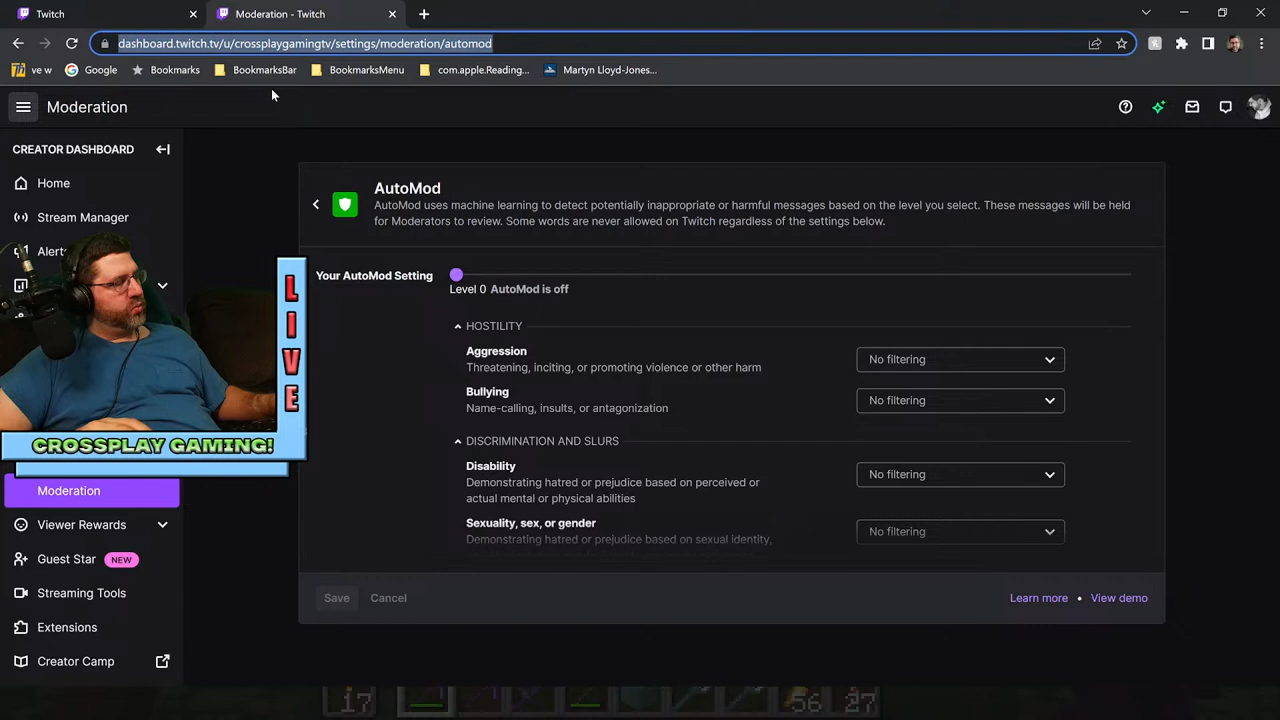 Twitch
Moderation - Twitch
dashboard.twitch.tv/u/crossplaygamingtv/settings/moderation/automod
ve w
Google
Bookmarks
BookmarksBar
BookmarksMenu
com.apple.Reading...
Martyn Lloyd-Jones...
Moderation
CREATOR DASHBOARD
Home
Stream Manager
Alerts
LIVE
CROSSPLAY GAMING!
Moderation
Viewer Rewards
Guest Star NEW
Streaming Tools
Extensions
Creator Camp
AutoMod
AutoMod uses machine learning to detect potentially inappropriate or harmful messages based on the level you select. These messages will be held
for Moderators to review. Some words are never allowed on Twitch regardless of the settings below.
Your AutoMod Setting
Level 0 AutoMod is off
HOSTILITY
Aggression
Threatening, inciting, or promoting violence or other harm
No filtering
Bullying
Name-calling, insults, or antagonization
No filtering
DISCRIMINATION AND SLURS
Disability
Demonstrating hatred or prejudice based on perceived or
actual mental or physical abilities
No filtering
Sexuality, sex, or gender
Demonstrating hatred or prejudice based on sexual identity,
No filtering
Save
Cancel
Learn more • View demo
17
56
27